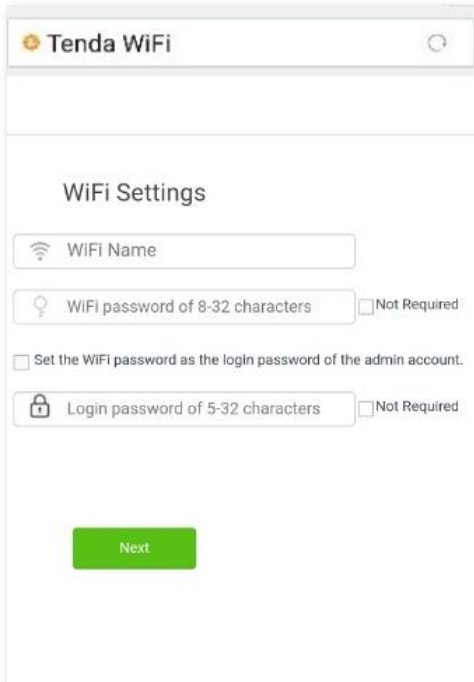 Tenda WiFi
WiFi Settings
WiFi Name
WiFi password of 8-32 characters
Not Required
Set the WiFi password as the login password of the admin account.
Login password of 5-32 characters
Not Required
Next